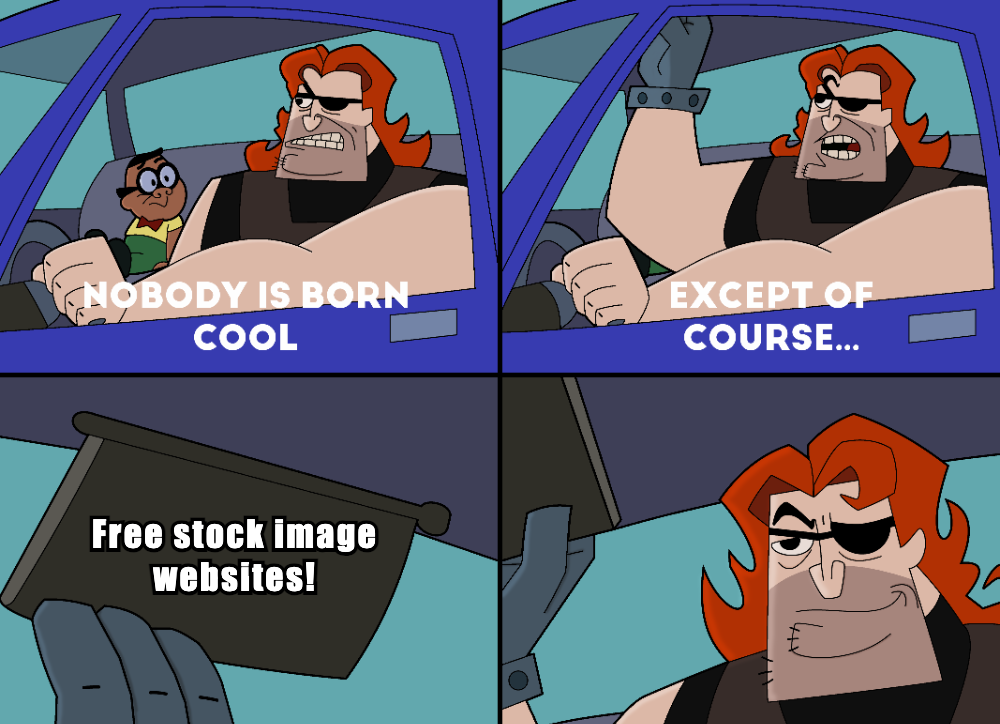 NOBODY IS BORN
COOL
EXCEPT OF
COURSE...
Free stock image
websites!